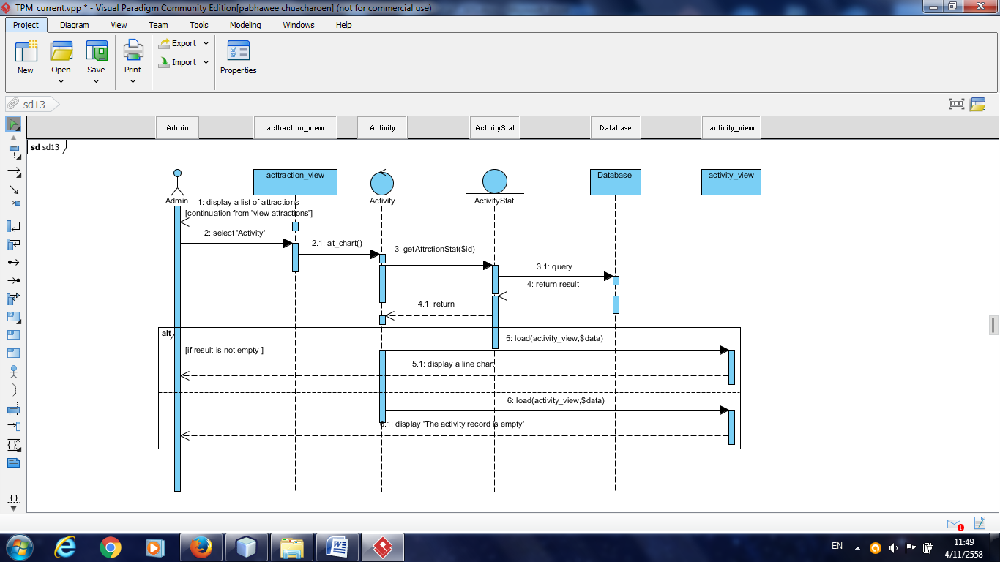 TPM_current.vpp * - Visual Paradigm Community Edition[pabhawee chuacharoen] (not for commercial use)
Project Diagram View Team Tools Modeling Windows Help
New Open Save Print Export Import Properties
sd13
Admin acttraction_view Activity ActivityStat Database activity_view
sd sd13
acttraction_view Database activity_view
Admin Activity ActivityStat
1: display a list of attractions
[continuation from 'view attractions']
2: select 'Activity'
2.1: at_chart()
3: getAttrctionStat($id)
3.1: query
4: return result
4.1: return
alt
5: load(activity_view,$data)
[if result is not empty ]
5.1: display a line chart
6: load(activity_view,$data)
6.1: display 'The activity record is empty'
1
EN
11:49
4/11/2558